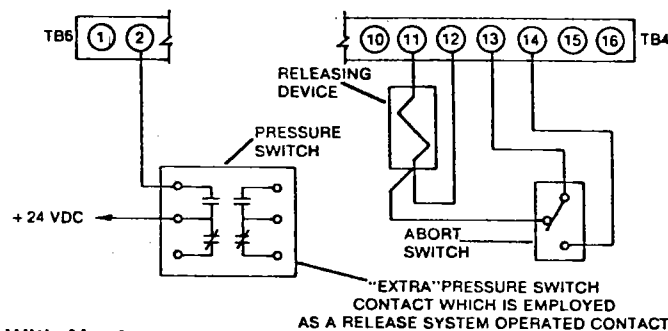 TB5 1 2
10 11 12 13 14 15 16 TB4
RELEASING
DEVICE
PRESSURE
SWITCH
+ 24 VDC
ABORT
SWITCH
"EXTRA" PRESSURE SWITCH
CONTACT WHICH IS EMPLOYED
AS A RELEASE SYSTEM OPERATED CONTACT